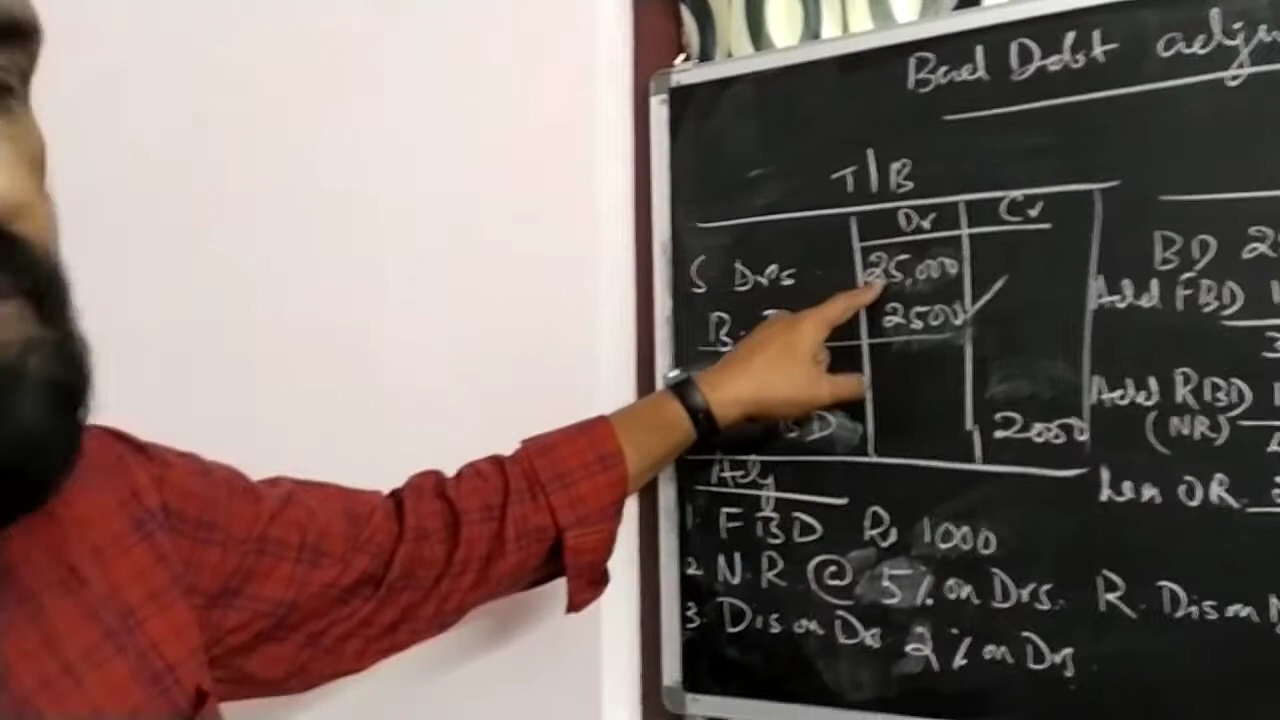 Bad Debt
T/B
Dr Cr
S Drs 25,000
B. 2500
BD 2000
Adj
1. FBD Rs 1000
2. N.R @ 5% on Drs. R. Dis on
3. Dis on Drs 2% on Drs
BD
Add FBD
Add RBD
(NR)
Less OR